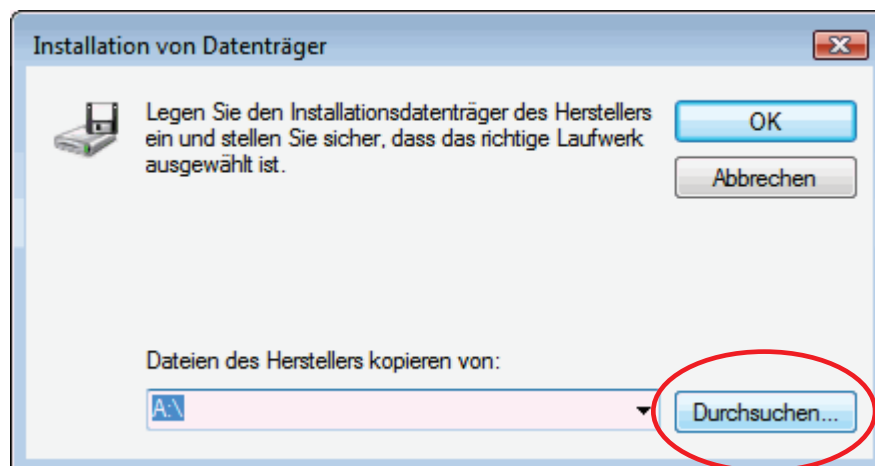 Installation von Datenträger
Legen Sie den Installationsdatenträger des Herstellers
ein und stellen Sie sicher, dass das richtige Laufwerk
ausgewählt ist.
OK
Abbrechen
Dateien des Herstellers kopieren von:
A:\
Durchsuchen...